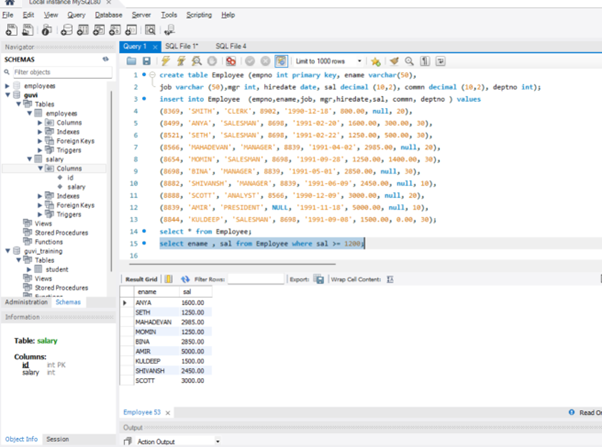 Local instance MySQL80
File Edit View Query Database Server Tools Scripting Help
Navigator
SCHEMAS
Filter objects
employees
guvi
Tables
employees
Columns
Indexes
Foreign Keys
Triggers
salary
Columns
id
salary
Indexes
Foreign Keys
Triggers
Views
Stored Procedures
Functions
guvi_training
Tables
student
Views
Stored Procedures
Functions
Administration Schemas
Information
Table: salary
Columns:
id int PK
salary int
Object Info Session
Query 1 SQL File 1* SQL File 4
Limit to 1000 rows
1 create table Employee (empno int primary key, ename varchar(50),
2 job varchar (50),mgr int, hiredate date, sal decimal (10,2), commn decimal (10,2), deptno int);
3 insert into Employee (empno,ename,job, mgr,hiredate,sal, commn, deptno ) values
4 (8369, 'SMITH', 'CLERK', 8902, '1990-12-18', 800.00, null, 20),
5 (8499, 'ANYA', 'SALESMAN', 8698, '1991-02-20', 1600.00, 300.00, 30),
6 (8521, 'SETH', 'SALESMAN', 8698, '1991-02-22', 1250.00, 500.00, 30),
7 (8566, 'MAHADEVAN', 'MANAGER', 8839, '1991-04-02', 2985.00, null, 20),
8 (8654, 'MOMIN', 'SALESMAN', 8698, '1991-09-28', 1250.00, 1400.00, 30),
9 (8698, 'BINA', 'MANAGER', 8839, '1991-05-01', 2850.00, null, 30),
10 (8882, 'SHIVANSH', 'MANAGER', 8839, '1991-06-09', 2450.00, null, 10),
11 (8888, 'SCOTT', 'ANALYST', 8566, '1990-12-09', 3000.00, null, 20),
12 (8839, 'AMIR', 'PRESIDENT', NULL, '1991-11-18', 5000.00, null, 10),
13 (8844, 'KULDEEP', 'SALESMAN', 8698, '1991-09-08', 1500.00, 0.00, 30);
14 select * from Employee;
15 select ename , sal from Employee where sal >= 1200;
16
Result Grid Filter Rows: Export: Wrap Cell Content:
ename sal
ANYA 1600.00
SETH 1250.00
MAHADEVAN 2985.00
MOMIN 1250.00
BINA 2850.00
AMIR 5000.00
KULDEEP 1500.00
SHIVANSH 2450.00
SCOTT 3000.00
Employee 53 Read On
Output
Action Output